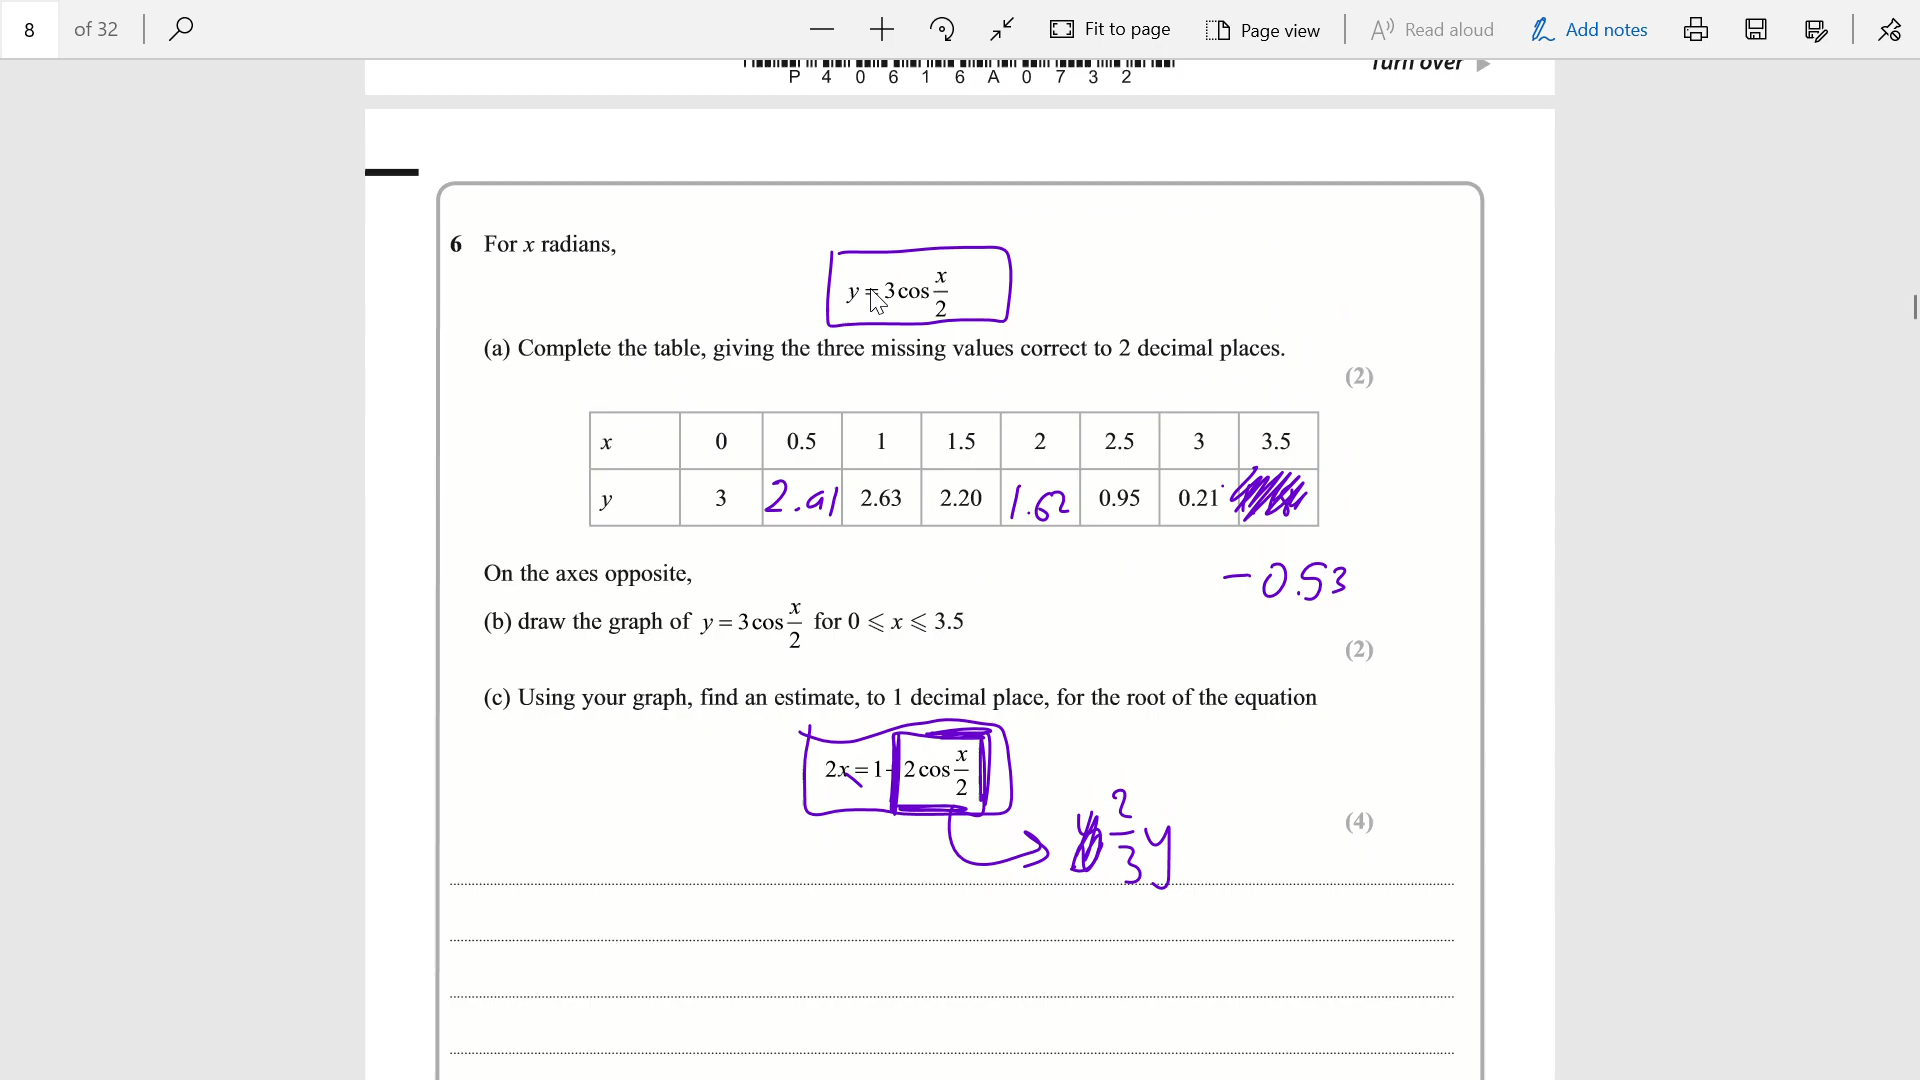 8 of 32 Fit to page Page view Read aloud Add notes
P 4 0 6 1 6 A 0 7 3 2
Turn over
6 For x radians,
y = 3 cos x/2
(a) Complete the table, giving the three missing values correct to 2 decimal places.
(2)
x 0 0.5 1 1.5 2 2.5 3 3.5
y 3 2.91 2.63 2.20 1.62 0.95 0.21
-0.53
On the axes opposite,
(b) draw the graph of y = 3 cos x/2 for 0 ⩽ x ⩽ 3.5
(2)
(c) Using your graph, find an estimate, to 1 decimal place, for the root of the equation
2x = 1 + 2 cos x/2
2/3 y
(4)